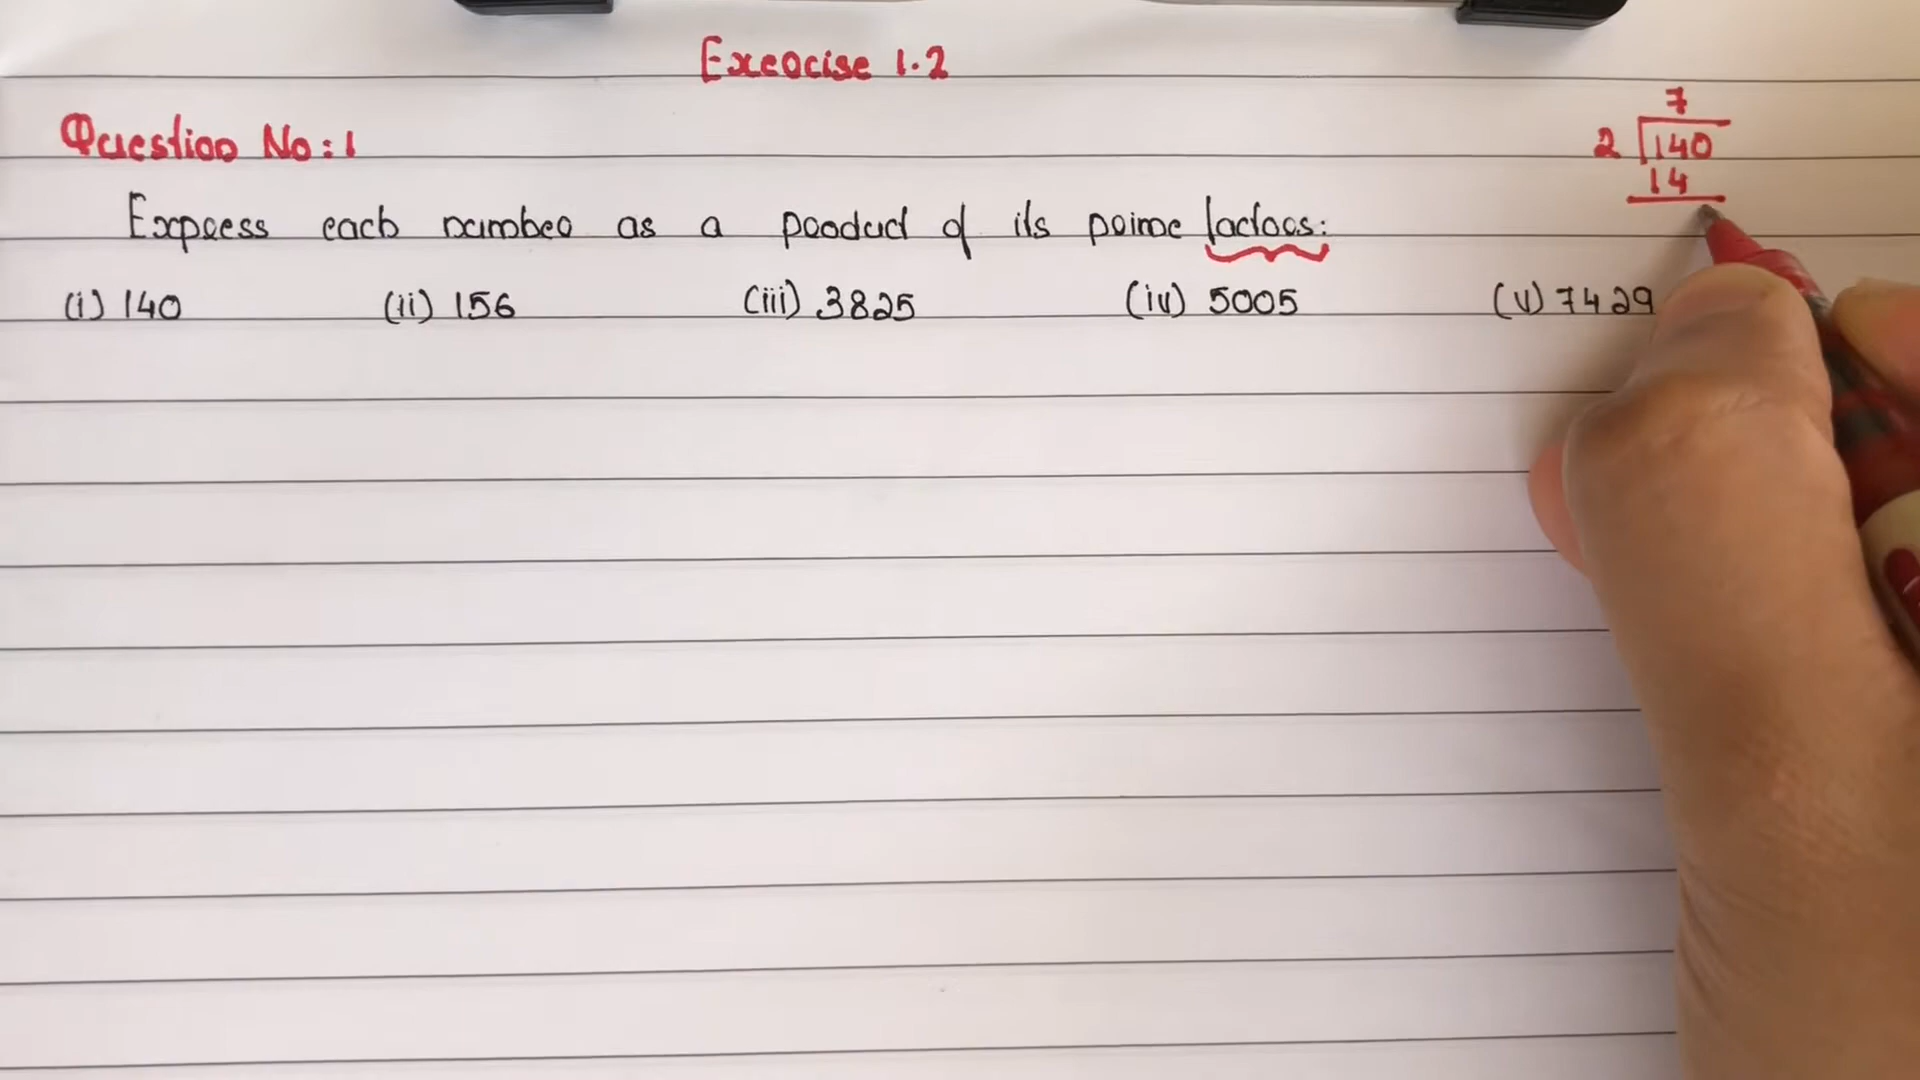 Exercise 1.2
Question No: 1
Express each number as a product of its prime factors:
(i) 140 (ii) 156 (iii) 3825 (iv) 5005 (v) 7429
7
2 140
14